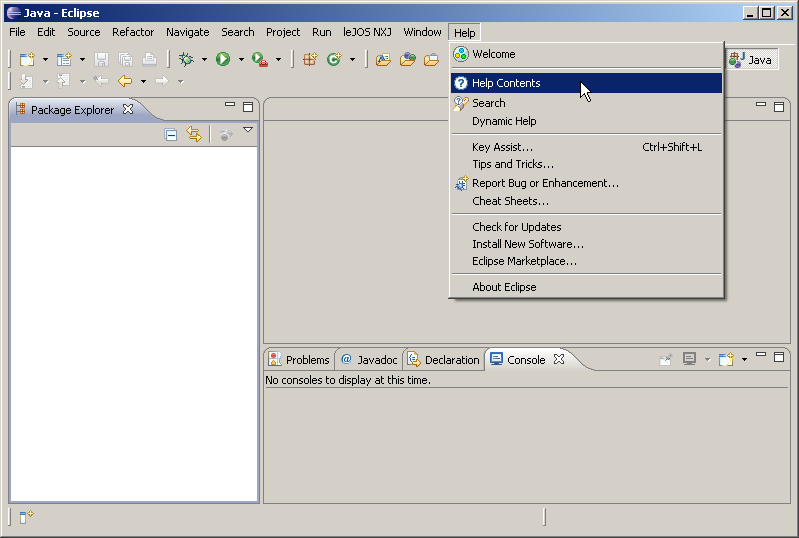 Java - Eclipse
File Edit Source Refactor Navigate Search Project Run leJOS NXJ Window Help
Java
Welcome
Help Contents
Search
Dynamic Help
Key Assist... Ctrl+Shift+L
Tips and Tricks...
Report Bug or Enhancement...
Cheat Sheets...
Check for Updates
Install New Software...
Eclipse Marketplace...
About Eclipse
Package Explorer
Problems @ Javadoc Declaration Console
No consoles to display at this time.